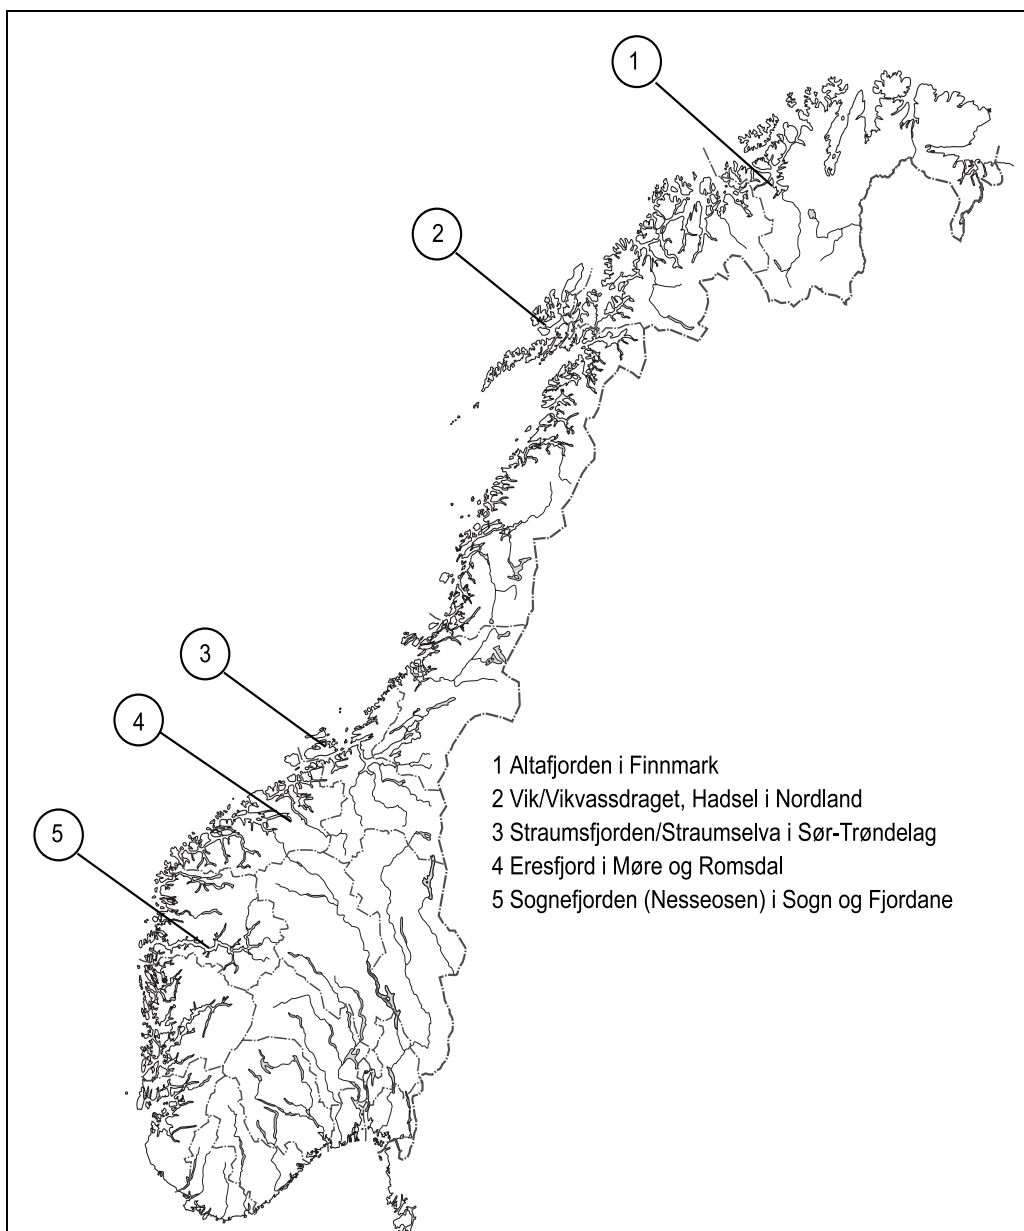 1
2
3
4
5
1 Altafjorden i Finnmark
2 Vik/Vikvassdraget, Hadsel i Nordland
3 Straumsfjorden/Straumselva i Sør-Trøndelag
4 Eresfjord i Møre og Romsdal
5 Sognefjorden (Nesseosen) i Sogn og Fjordane